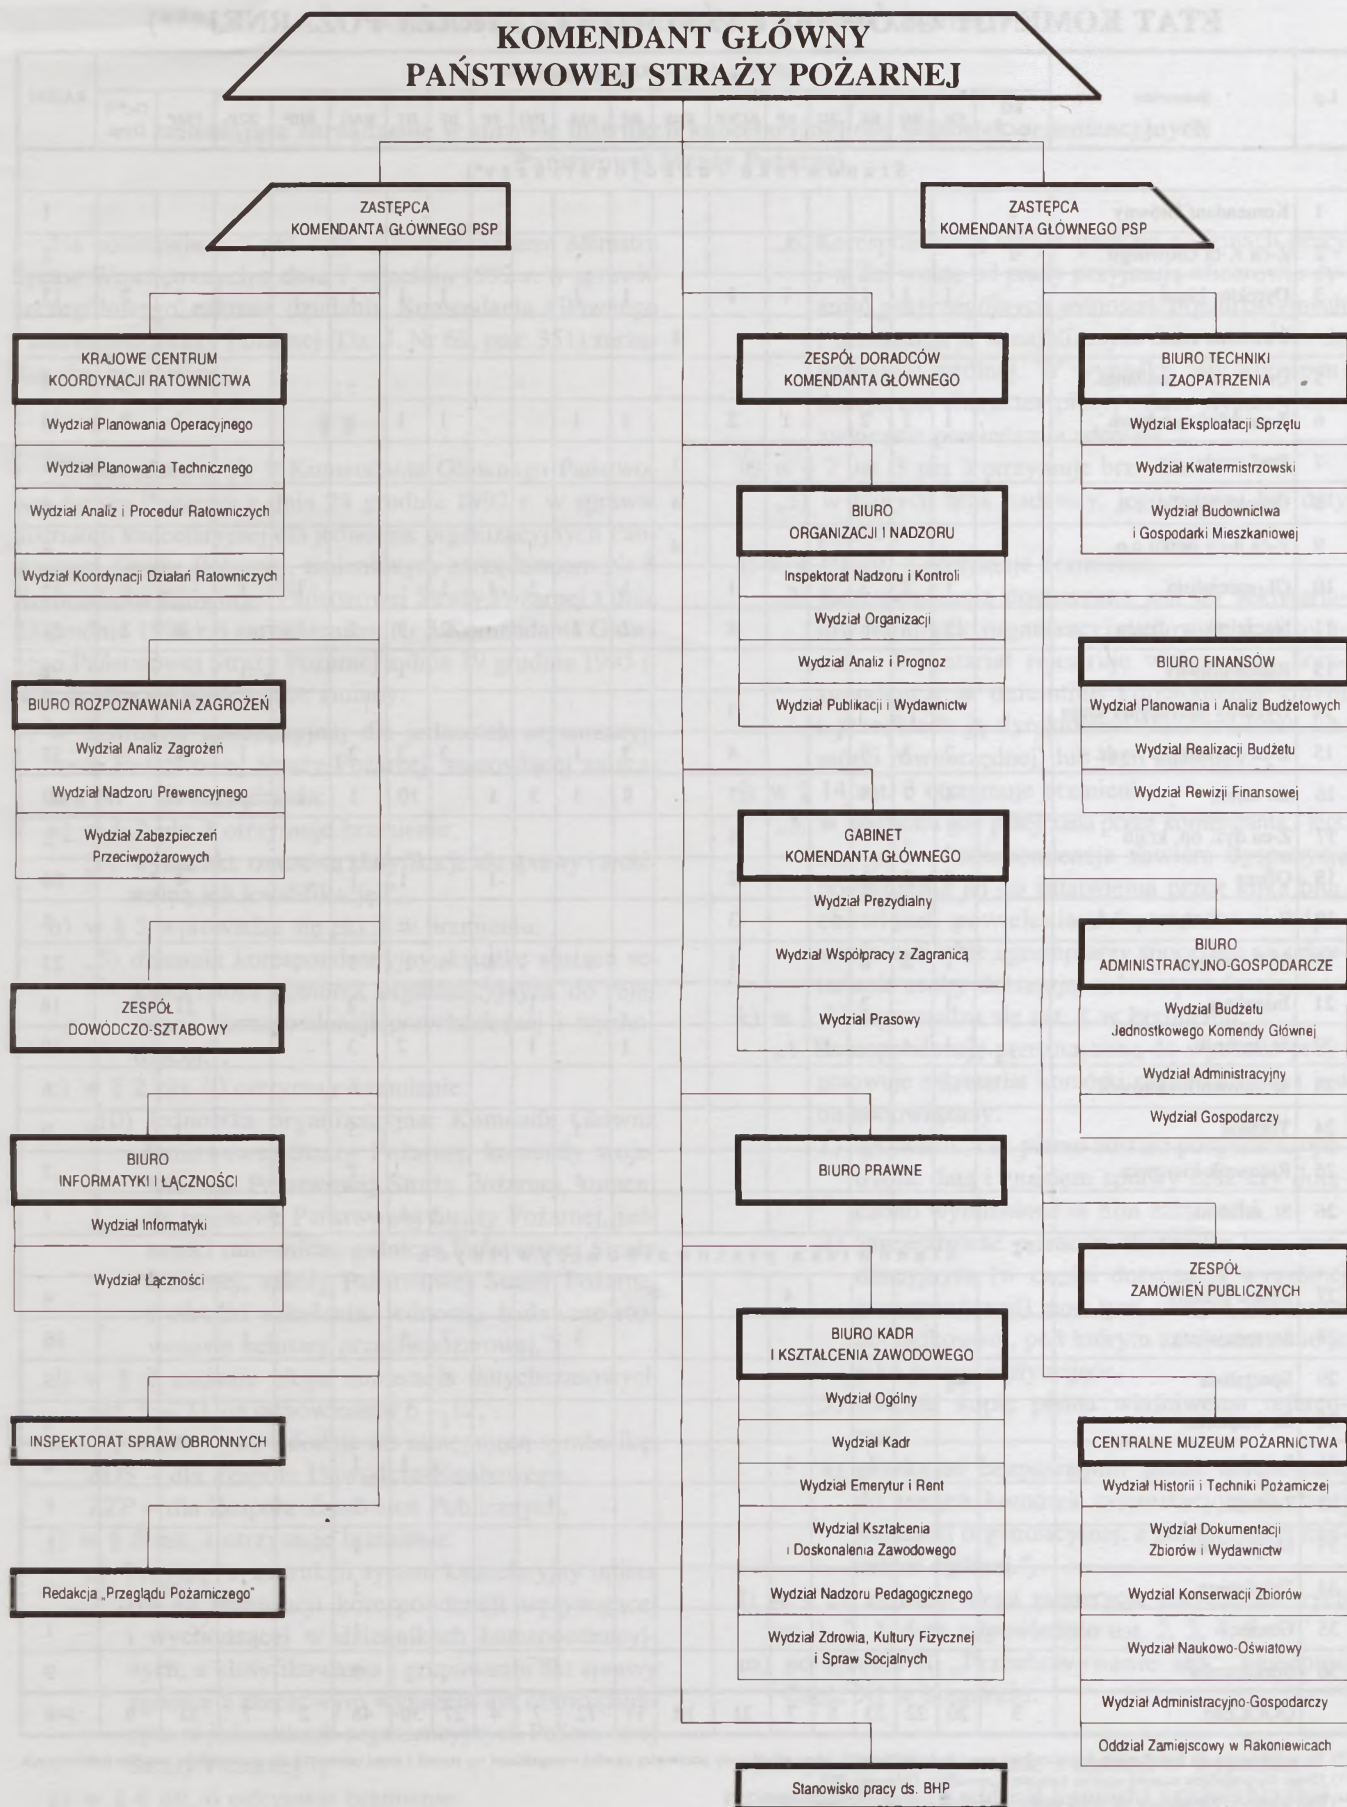 KOMENDANT GŁÓWNY
PAŃSTWOWEJ STRAŻY POŻARNEJ
ZASTĘPCA
KOMENDANTA GŁÓWNEGO PSP
ZASTĘPCA
KOMENDANTA GŁÓWNEGO PSP
KRAJOWE CENTRUM
KOORDYNACJI RATOWNICTWA
Wydział Planowania Operacyjnego
Wydział Planowania Technicznego
Wydział Analiz i Procedur Ratowniczych
Wydział Koordynacji Działań Ratowniczych
BIURO ROZPOZNAWANIA ZAGROŻEŃ
Wydział Analiz Zagrożeń
Wydział Nadzoru Prewencyjnego
Wydział Zabezpieczeń
Przeciwpożarowych
ZESPÓŁ
DOWÓDCZO-SZTABOWY
BIURO
INFORMATYKI I ŁĄCZNOŚCI
Wydział Informatyki
Wydział Łączności
INSPEKTORAT SPRAW OBRONNYCH
Redakcja „Przeglądu Pożarniczego"
ZESPÓŁ DORADCÓW
KOMENDANTA GŁÓWNEGO
BIURO
ORGANIZACJI I NADZORU
Inspektorat Nadzoru i Kontroli
Wydział Organizacji
Wydział Analiz i Prognoz
Wydział Publikacji i Wydawnictw
GABINET
KOMENDANTA GŁÓWNEGO
Wydział Prezydialny
Wydział Współpracy z Zagranicą
Wydział Prasowy
BIURO PRAWNE
BIURO KADR
I KSZTAŁCENIA ZAWODOWEGO
Wydział Ogólny
Wydział Kadr
Wydział Emerytur i Rent
Wydział Kształcenia
i Doskonalenia Zawodowego
Wydział Nadzoru Pedagogicznego
Wydział Zdrowia, Kultury Fizycznej
i Spraw Socjalnych
Stanowisko pracy ds. BHP
BIURO TECHNIKI
I ZAOPATRZENIA
Wydział Eksploatacji Sprzętu
Wydział Kwatermistrzowski
Wydział Budownictwa
i Gospodarki Mieszkaniowej
BIURO FINANSÓW
Wydział Planowania i Analiz Budżetowych
Wydział Realizacji Budżetu
Wydział Rewizji Finansowej
BIURO
ADMINISTRACYJNO-GOSPODARCZE
Wydział Budżetu
Jednostkowego Komendy Głównej
Wydział Administracyjny
Wydział Gospodarczy
ZESPÓŁ
ZAMÓWIEŃ PUBLICZNYCH
CENTRALNE MUZEUM POŻARNICTWA
Wydział Historii i Techniki Pożarniczej
Wydział Dokumentacji
Zbiorów i Wydawnictw
Wydział Konserwacji Zbiorów
Wydział Naukowo-Oświatowy
Wydział Administracyjno-Gospodarczy
Oddział Zamiejscowy w Rakoniewicach